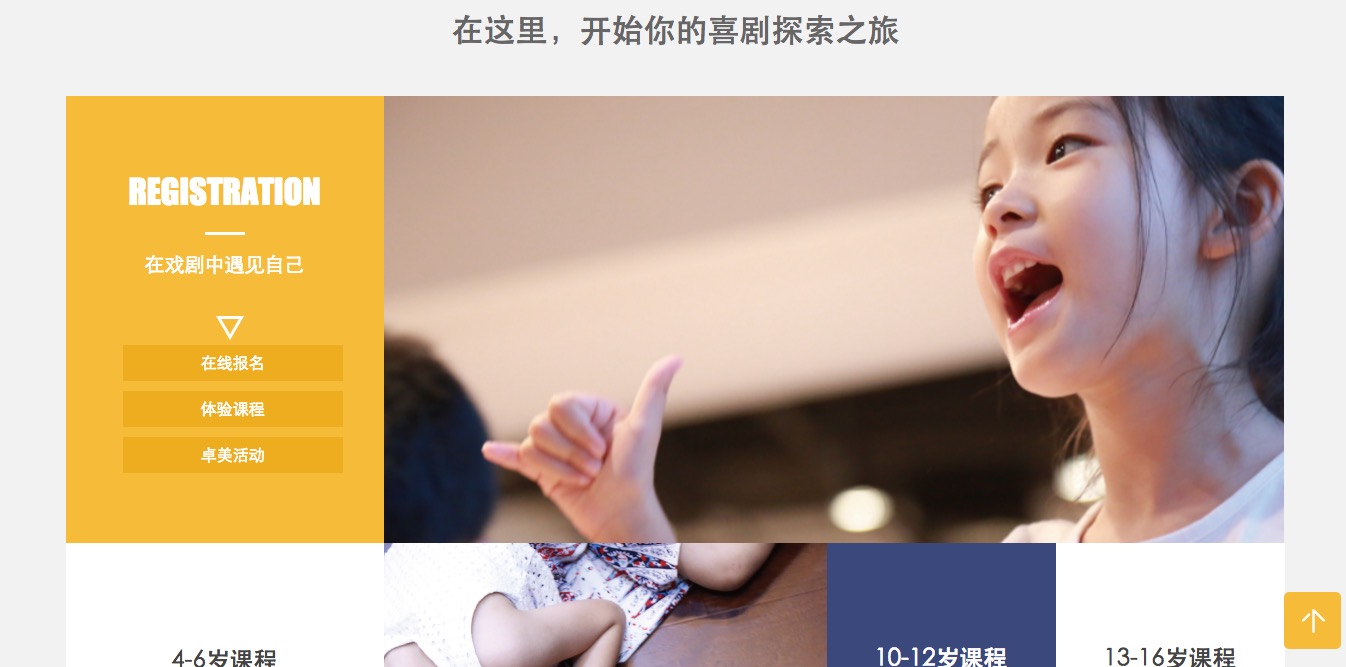 在这里，开始你的喜剧探索之旅
REGISTRATION
在戏剧中遇见自己
在线报名
体验课程
卓美活动
4-6岁课程
10-12岁课程
13-16岁课程